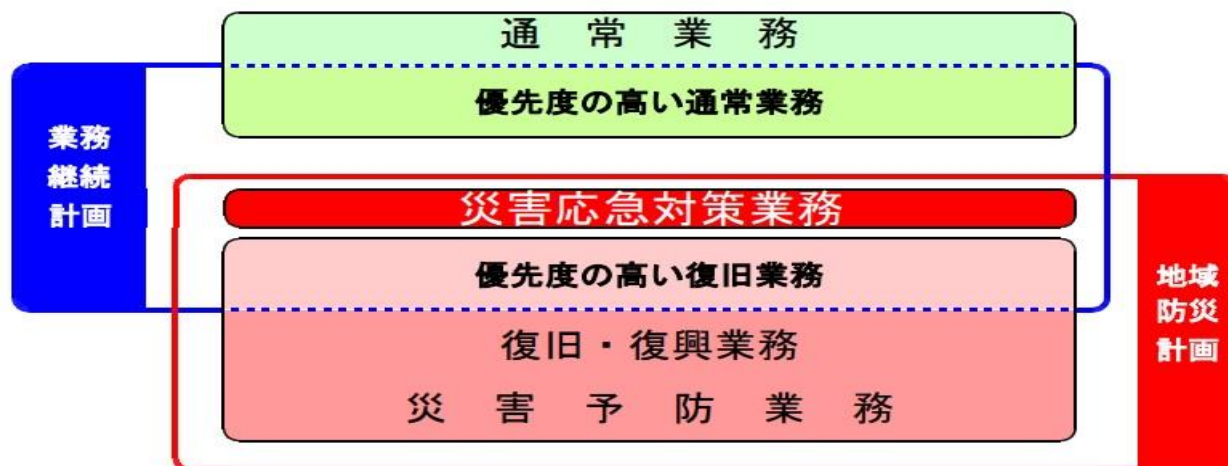 通常業務
優先度の高い通常業務
業務
継続
計画
災害応急対策業務
優先度の高い復旧業務
復旧・復興業務
災害予防業務
地域
防災
計画